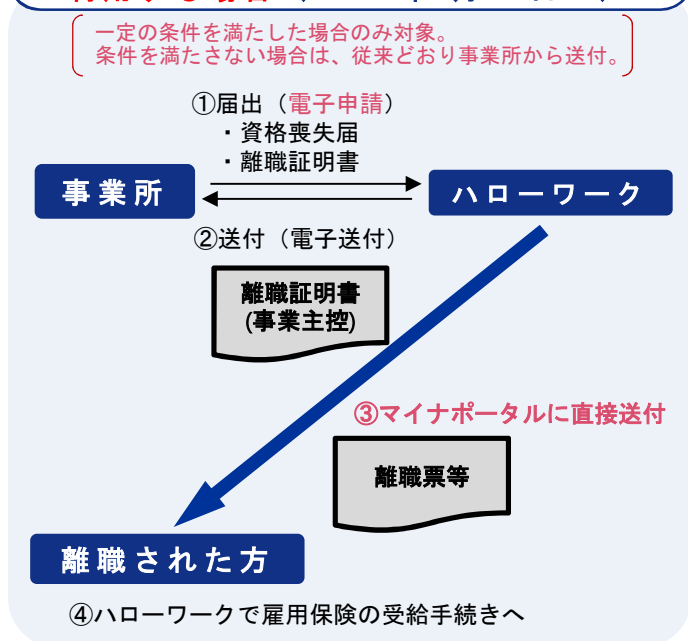 一定の条件を満たした場合のみ対象。
条件を満たさない場合は、従来どおり事業所から送付。
①届出（電子申請）
・資格喪失届
・離職証明書
事業所
ハローワーク
②送付（電子送付）
離職証明書
(事業主控)
③マイナポータルに直接送付
離職票等
離職された方
④ハローワークで雇用保険の受給手続きへ